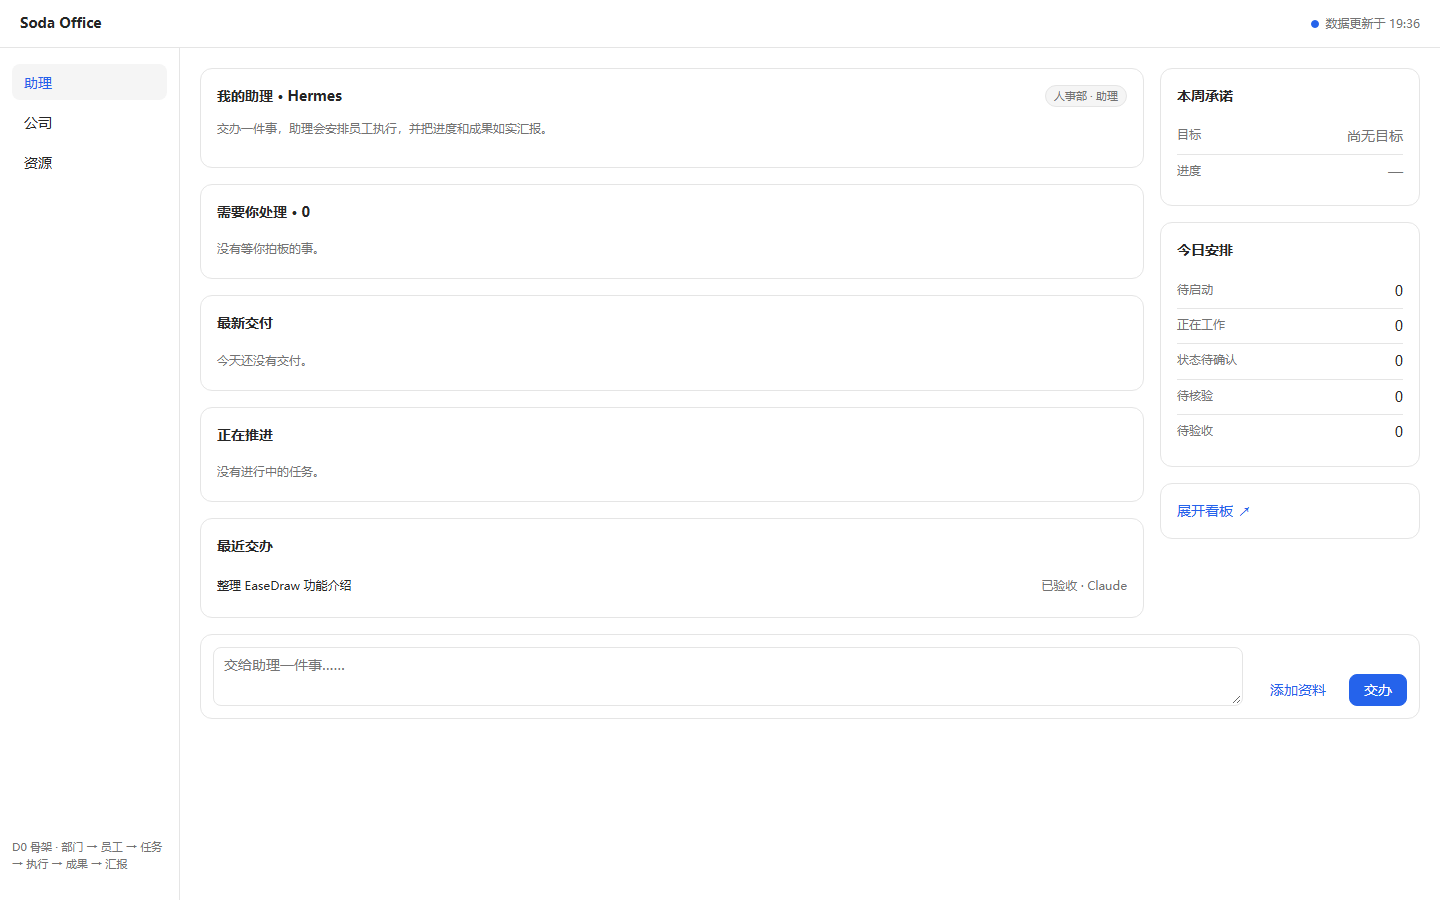 Soda Office
数据更新于 19:36
助理
公司
资源
D0 骨架 · 部门 → 员工 → 任务
→ 执行 → 成果 → 汇报
我的助理 • Hermes
人事部 · 助理
交办一件事，助理会安排员工执行，并把进度和成果如实汇报。
需要你处理 • 0
没有等你拍板的事。
最新交付
今天还没有交付。
正在推进
没有进行中的任务。
最近交办
整理 EaseDraw 功能介绍
已验收 · Claude
本周承诺
目标
尚无目标
进度
—
今日安排
待启动
0
正在工作
0
状态待确认
0
待核验
0
待验收
0
展开看板 ↗
交给助理一件事……
添加资料
交办